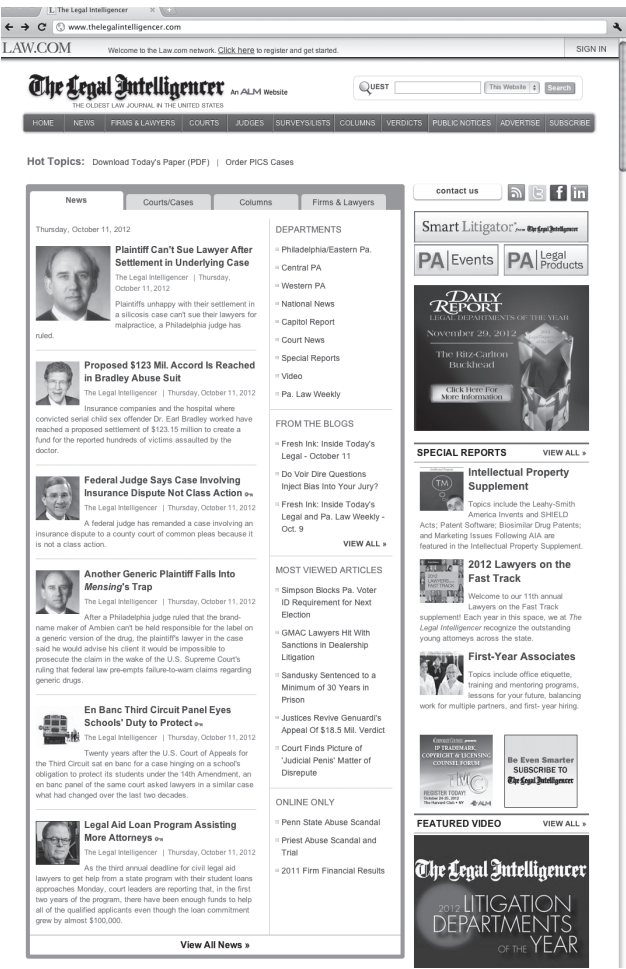 The Legal Intelligencer
www.thelegalintelligencer.com
LAW.COM
Welcome to the Law.com network. Click here to register and get started.
SIGN IN
The Legal Intelligencer An ALM Website
THE OLDEST LAW JOURNAL IN THE UNITED STATES
QUEST
This Website
Search
HOME NEWS FIRMS & LAWYERS COURTS JUDGES SURVEYS/LISTS COLUMNS VERDICTS PUBLIC NOTICES ADVERTISE SUBSCRIBE
Hot Topics: Download Today's Paper (PDF) | Order PICS Cases
News Courts/Cases Columns Firms & Lawyers
Thursday, October 11, 2012
Plaintiff Can't Sue Lawyer After
Settlement in Underlying Case
The Legal Intelligencer | Thursday,
October 11, 2012
Plaintiffs unhappy with their settlement in
a silicosis case can't sue their lawyers for
malpractice, a Philadelphia judge has
ruled.
Proposed $123 Mil. Accord Is Reached
in Bradley Abuse Suit
The Legal Intelligencer | Thursday, October 11, 2012
Insurance companies and the hospital where
convicted serial child sex offender Dr. Earl Bradley worked have
reached a proposed settlement of $123.15 million to create a
fund for the reported hundreds of victims assaulted by the
doctor.
Federal Judge Says Case Involving
Insurance Dispute Not Class Action
The Legal Intelligencer | Thursday, October 11, 2012
A federal judge has remanded a case involving an
insurance dispute to a county court of common pleas because it
is not a class action.
Another Generic Plaintiff Falls Into
Mensing's Trap
The Legal Intelligencer | Thursday, October 11, 2012
After a Philadelphia judge ruled that the brand-
name maker of Ambien can't be held responsible for the label on
a generic version of the drug, the plaintiff's lawyer in the case
said he would advise his client it would be impossible to
prosecute the claim in the wake of the U.S. Supreme Court's
ruling that federal law pre-empts failure-to-warn claims regarding
generic drugs.
En Banc Third Circuit Panel Eyes
Schools' Duty to Protect
The Legal Intelligencer | Thursday, October 11, 2012
Twenty years after the U.S. Court of Appeals for
the Third Circuit sat en banc for a case hinging on a school's
obligation to protect its students under the 14th Amendment, an
en banc panel of the same court asked lawyers in a similar case
what had changed over the last two decades.
Legal Aid Loan Program Assisting
More Attorneys
The Legal Intelligencer | Thursday, October 11, 2012
As the third annual deadline for civil legal aid
lawyers to get help from a state program with their student loans
approaches Monday, court leaders are reporting that, in the first
two years of the program, there have been enough funds to help
all of the qualified applicants even though the loan commitment
grew by almost $100,000.
View All News »
DEPARTMENTS
Philadelphia/Eastern Pa.
Central PA
Western PA
National News
Capitol Report
Court News
Special Reports
Video
Pa. Law Weekly
FROM THE BLOGS
Fresh Ink: Inside Today's
Legal - October 11
Do Voir Dire Questions
Inject Bias Into Your Jury?
Fresh Ink: Inside Today's
Legal and Pa. Law Weekly -
Oct. 9
VIEW ALL »
MOST VIEWED ARTICLES
Simpson Blocks Pa. Voter
ID Requirement for Next
Election
GMAC Lawyers Hit With
Sanctions in Dealership
Litigation
Sandusky Sentenced to a
Minimum of 30 Years in
Prison
Justices Revive Genuardi's
Appeal Of $18.5 Mil. Verdict
Court Finds Picture of
'Judicial Penis' Matter of
Disrepute
ONLINE ONLY
Penn State Abuse Scandal
Priest Abuse Scandal and
Trial
2011 Firm Financial Results
contact us
Smart Litigator from The Legal Intelligencer
PA Events
PA Legal
Products
DAILY
REPORT
LEGAL DEPARTMENTS OF THE YEAR
November 29, 2012
The Ritz-Carlton
Buckhead
Click Here For
More Information
SPECIAL REPORTS VIEW ALL »
TM
Intellectual Property
Supplement
Topics include the Leahy-Smith
America Invents and SHIELD
Acts; Patent Software; Biosimilar Drug Patents;
and Marketing Issues Following AIA are
featured in the Intellectual Property Supplement.
2012 Lawyers on the
Fast Track
Welcome to our 11th annual
Lawyers on the Fast Track
supplement! Each year in this space, we at The
Legal Intelligencer recognize the outstanding
young attorneys across the state.
First-Year Associates
Topics include office etiquette,
training and mentoring programs,
lessons for your future, balancing
work for multiple partners, and first- year hiring.
IP TRADEMARK,
COPYRIGHT & LICENSING
COUNSEL FORUM
REGISTER TODAY!
October 24-25, 2012
The Harvard Club • NY
ALM
Be Even Smarter
SUBSCRIBE TO
The Legal Intelligencer
FEATURED VIDEO VIEW ALL »
The Legal Intelligencer
2012 LITIGATION
DEPARTMENTS
OF THE YEAR